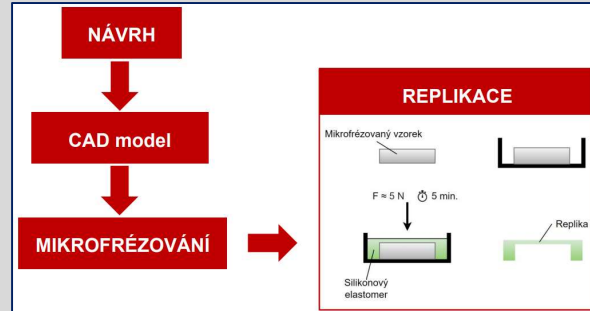 NÁVRH
CAD model
MIKROFRÉZOVÁNÍ
REPLIKACE
Mikrofrézovaný vzorek
F ≈ 5 N 5 min.
Silikonový
elastomer
Replika